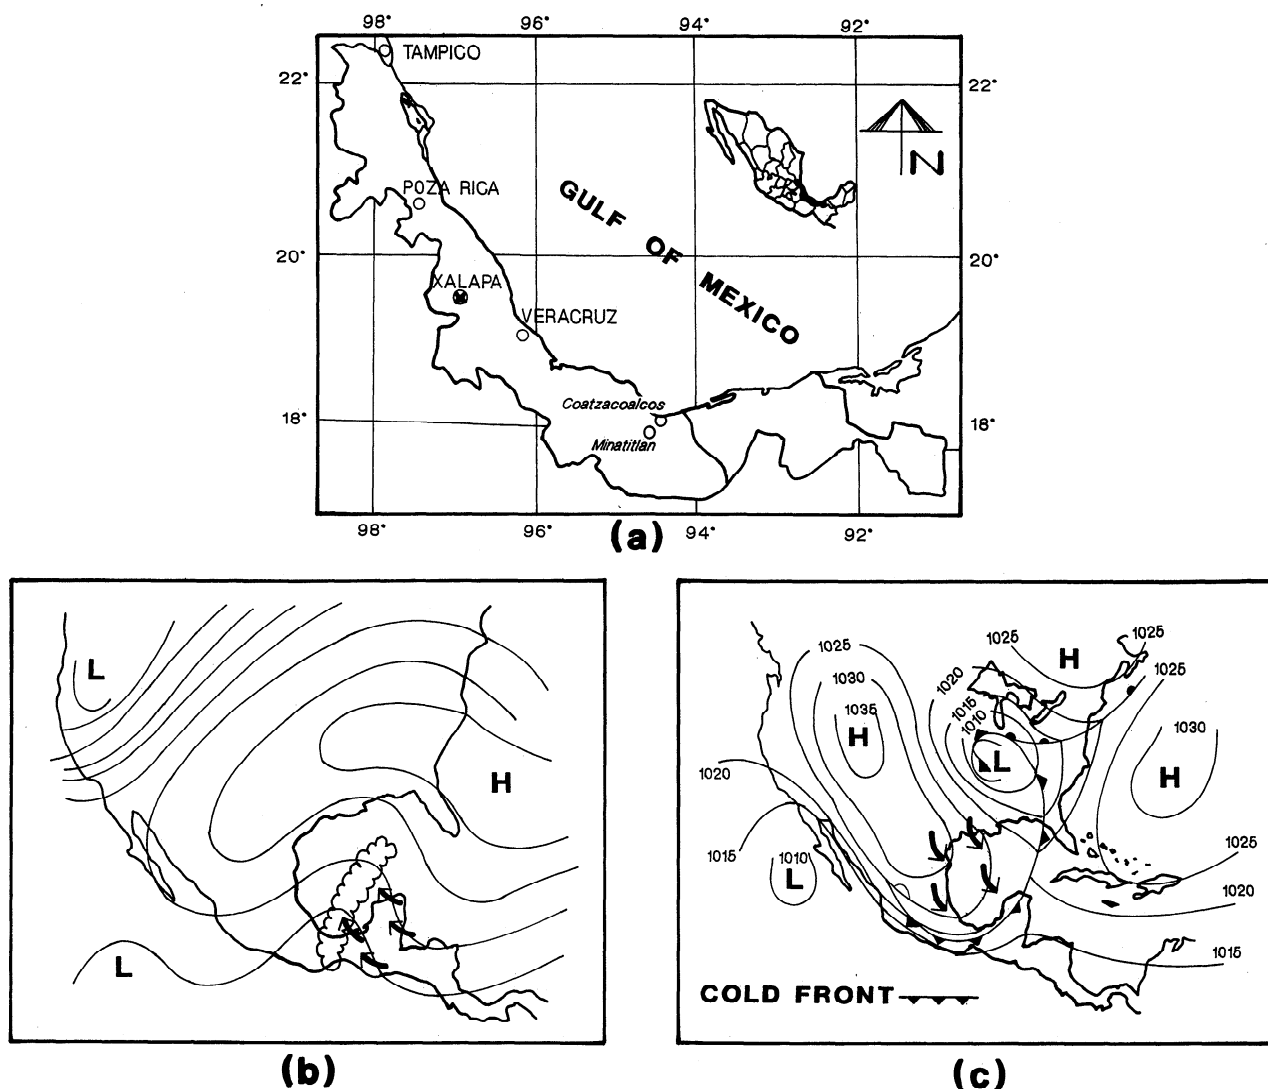 98° 96° 94° 92°
TAMPICO
22° 22°
N
POZA RICA
GULF OF MEXICO
20° 20°
XALAPA
VERACRUZ
Coatzacoalcos
18° 18°
Minatitlan
98° 96° 94° 92°
(a)
L
H
L
(b)
1025 1025
1025 H
1020 1025
1030
1015
1035 1010 1030
H
L H
1020
1025
1015
1010
L
1020
1015
COLD FRONT
(c)